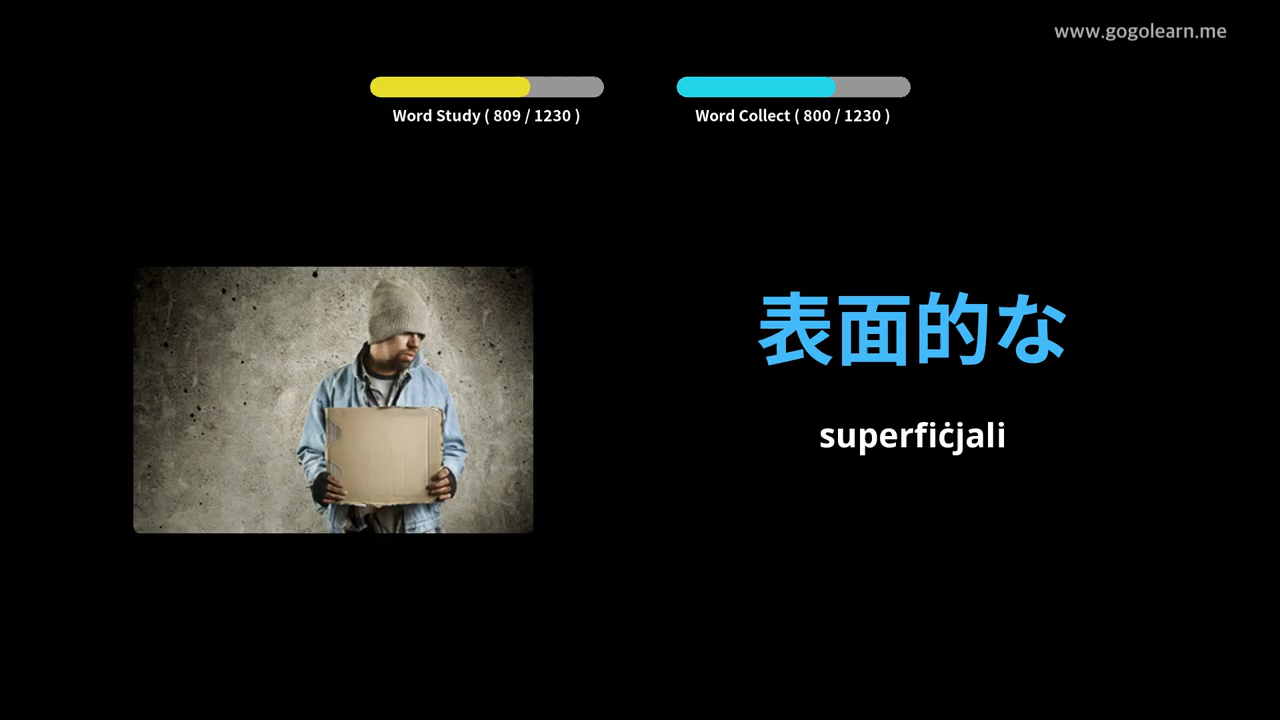 www.gogolearn.me
Word Study ( 809 / 1230 )
Word Collect ( 800 / 1230 )
表面的な
superfiċjali